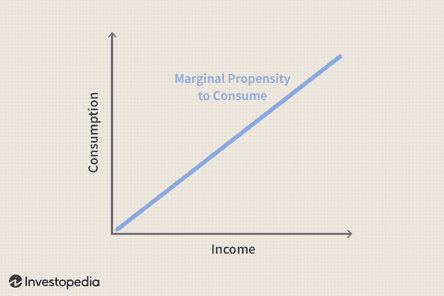 Marginal Propensity
to Consume
Consumption
Income
Investopedia